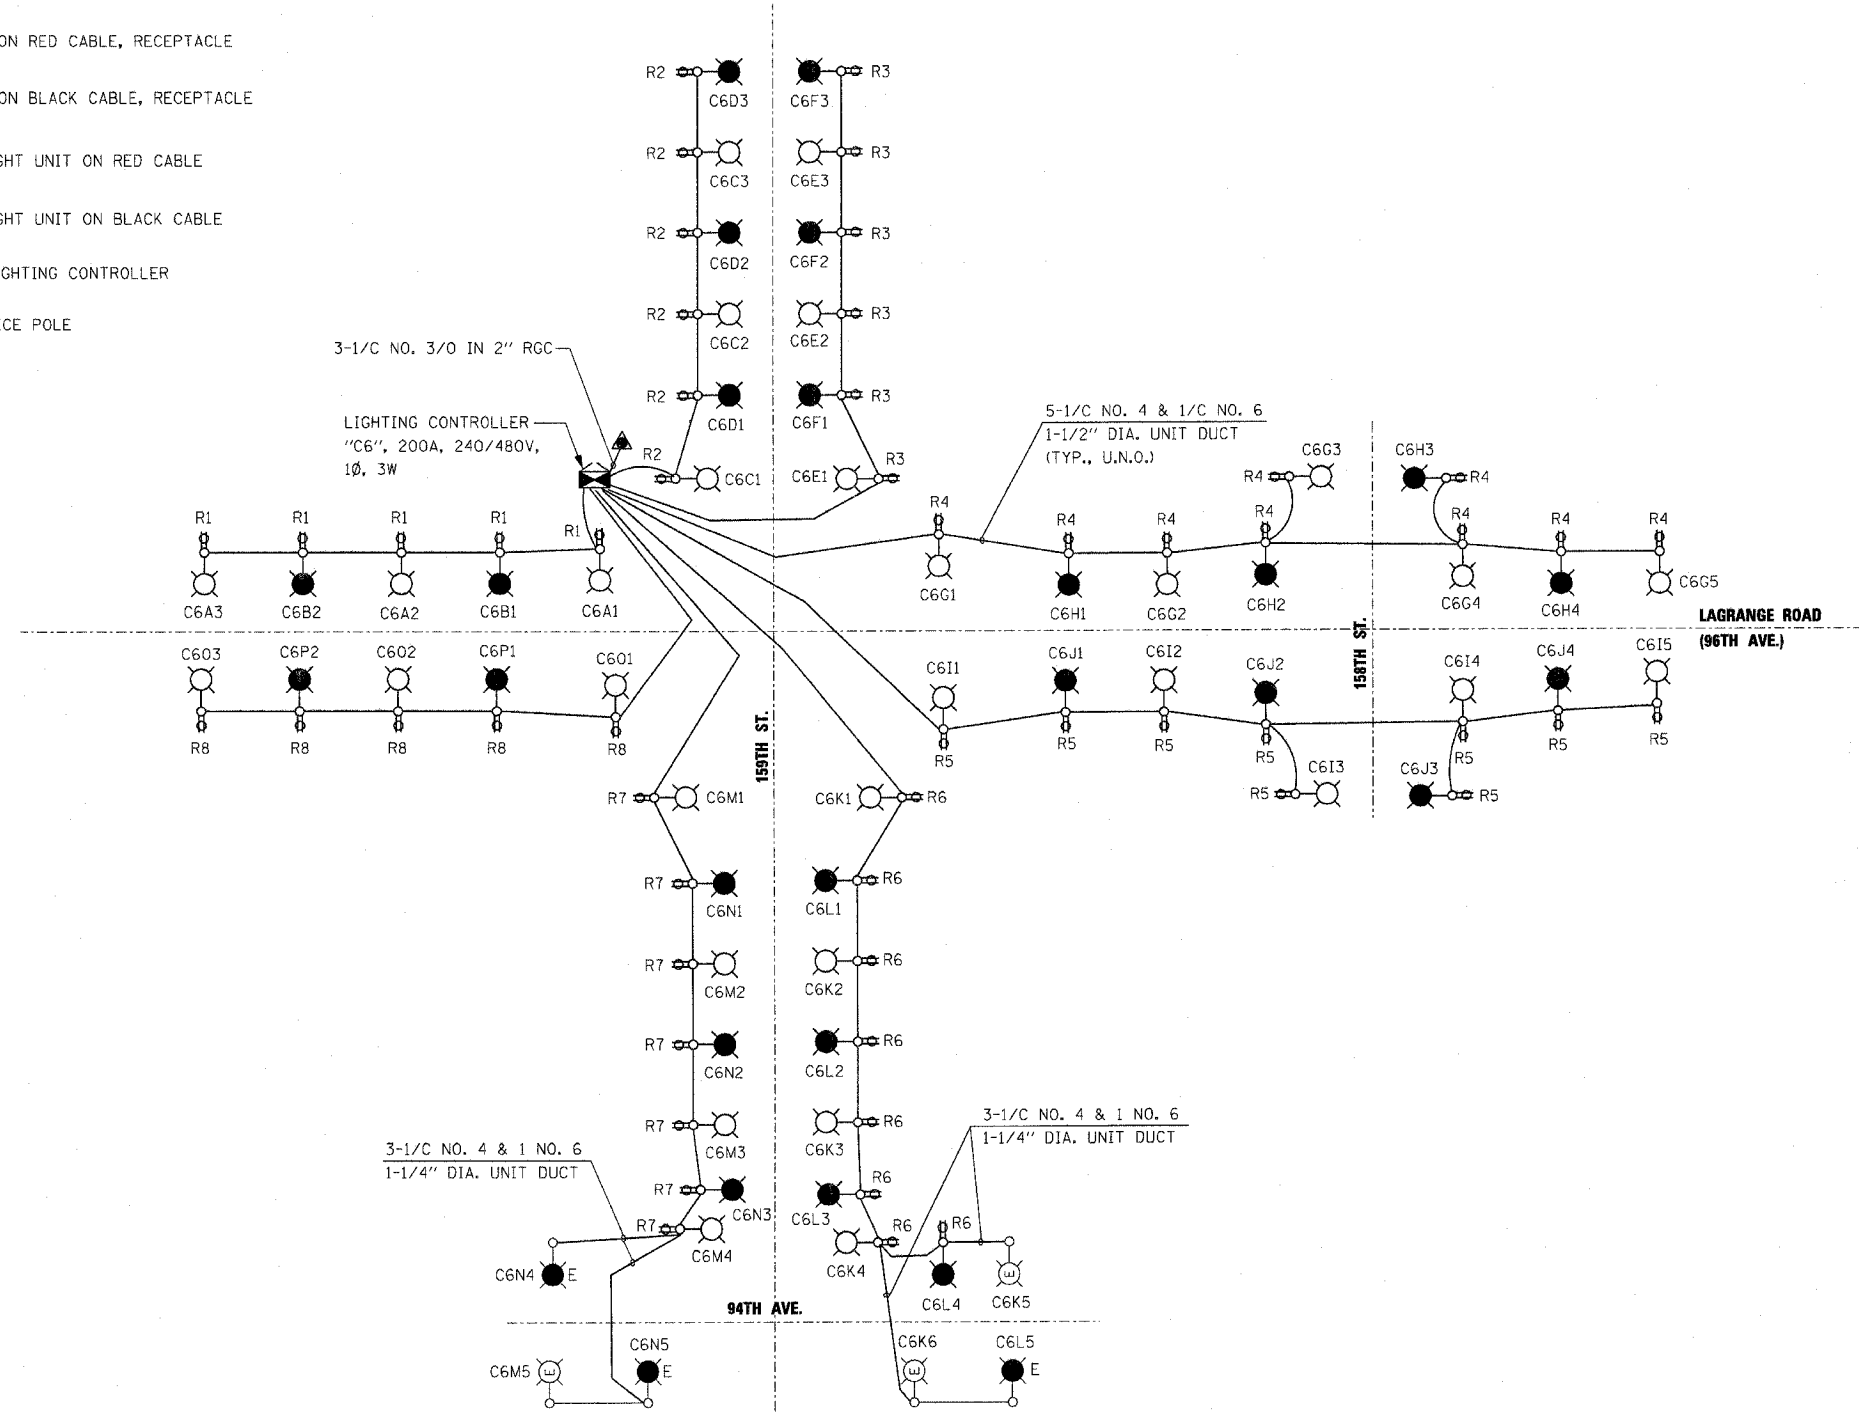 ON RED CABLE, RECEPTACLE
ON BLACK CABLE, RECEPTACLE
GHT UNIT ON RED CABLE
GHT UNIT ON BLACK CABLE
IGHTING CONTROLLER
ICE POLE
R2
C6D3
C6F3
R3
R2
C6C3
C6E3
R3
R2
C6D2
C6F2
R3
R2
C6C2
C6E2
R3
R2
C6D1
C6F1
R3
3-1/C NO. 3/0 IN 2" RGC
LIGHTING CONTROLLER
"C6", 200A, 240/480V,
1Ø, 3W
R2
C6C1
C6E1
R3
5-1/C NO. 4 & 1/C NO. 6
1-1/2" DIA. UNIT DUCT
(TYP., U.N.O.)
R4
C6G3
C6H3
R4
R1
R1
R1
R1
R1
R4
R4
R4
R4
R4
R4
R4
C6A3
C6B2
C6A2
C6B1
C6A1
C6G1
C6H1
C6G2
C6H2
C6G4
C6H4
C6G5
LAGRANGE ROAD
(96TH AVE.)
158TH ST.
159TH ST.
C6O3
C6P2
C6O2
C6P1
C6O1
C6I1
C6J1
C6I2
C6J2
C6I4
C6J4
C6I5
R8
R8
R8
R8
R8
R5
R5
R5
R5
R5
R5
R5
R5
C6I3
C6J3
R5
R7
C6M1
C6K1
R6
R7
C6N1
C6L1
R6
R7
C6M2
C6K2
R6
R7
C6N2
C6L2
R6
R7
C6M3
C6K3
R6
3-1/C NO. 4 & 1 NO. 6
1-1/4" DIA. UNIT DUCT
3-1/C NO. 4 & 1 NO. 6
1-1/4" DIA. UNIT DUCT
R7
C6N3
C6L3
R6
R7
C6M4
C6K4
R6
R6
C6N4
E
C6L4
E
C6K5
94TH AVE.
C6M5
E
C6N5
E
C6K6
E
C6L5
E